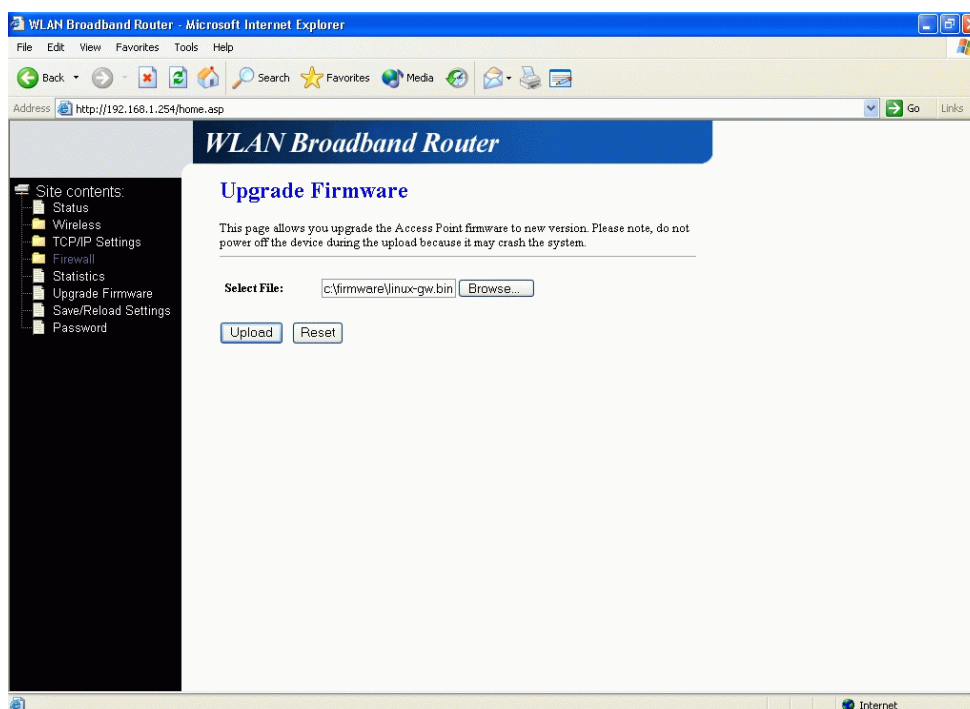 WLAN Broadband Router - Microsoft Internet Explorer
File Edit View Favorites Tools Help
Back Search Favorites Media
Address http://192.168.1.254/home.asp Go Links
WLAN Broadband Router
Site contents:
Status
Wireless
TCP/IP Settings
Firewall
Statistics
Upgrade Firmware
Save/Reload Settings
Password
Upgrade Firmware
This page allows you upgrade the Access Point firmware to new version. Please note, do not
power off the device during the upload because it may crash the system.
Select File: c:\firmware\linux-gw.bin Browse...
Upload Reset
Internet